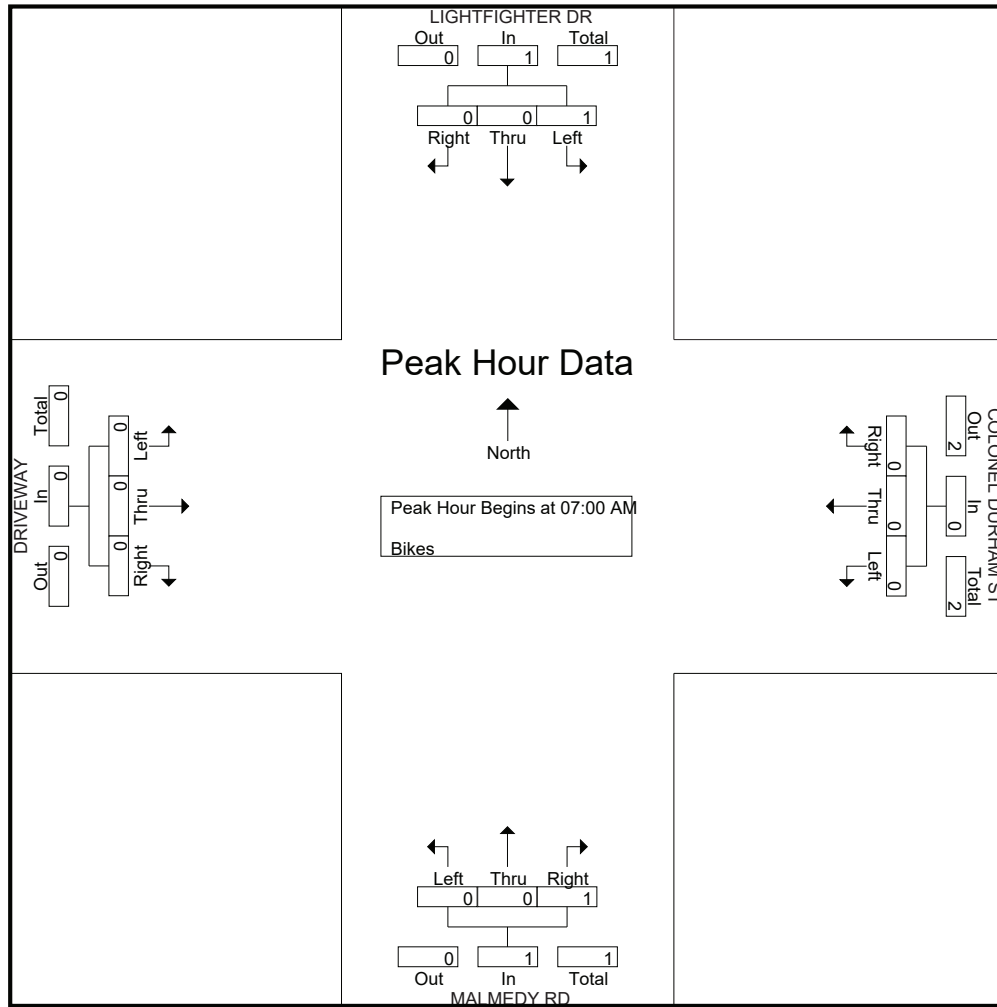 LIGHTFIGHTER DR
Out In Total
0 1 1
0 0 1
Right Thru Left
Peak Hour Data
North
Peak Hour Begins at 07:00 AM
Bikes
DRIVEWAY
Out In Total
0 0 0
Right Thru Left
0 0 0
COLONEL DURHAM ST
Out In Total
2 0 2
Right Thru Left
0 0 0
Left Thru Right
0 0 1
0 1 1
Out In Total
MALMEDY RD